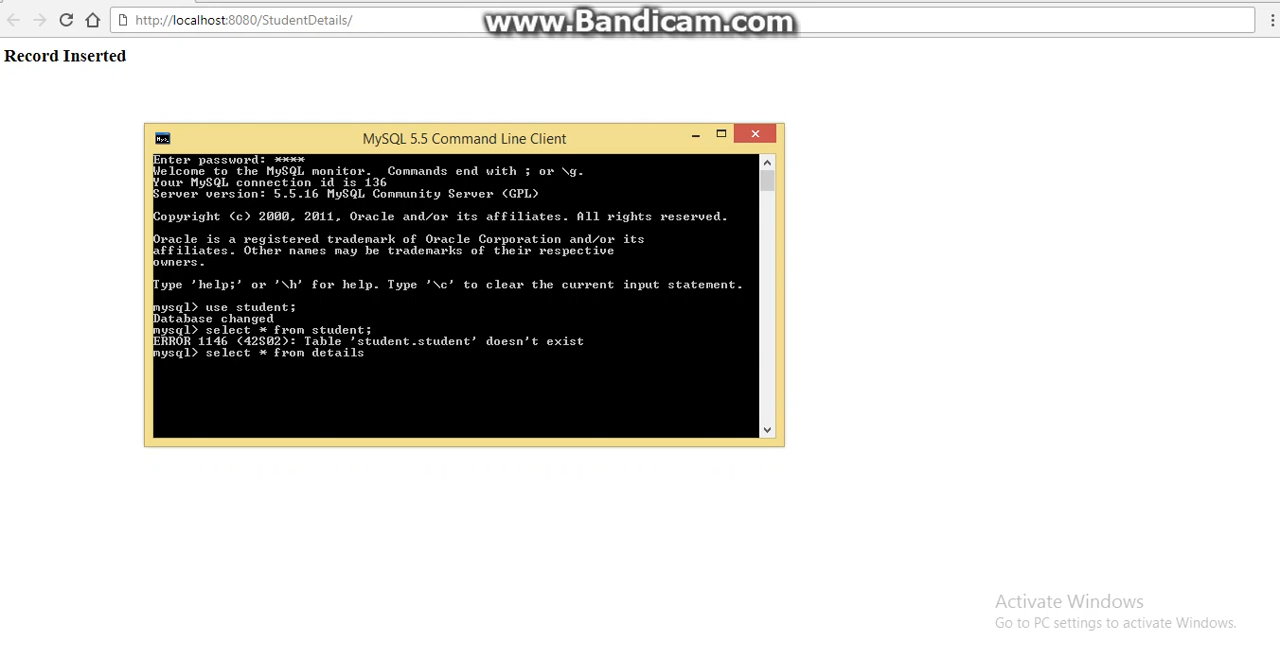 http://localhost:8080/StudentDetails/
www.Bandicam.com
Record Inserted
MySQL 5.5 Command Line Client
Enter password: ****
Welcome to the MySQL monitor.  Commands end with ; or \g.
Your MySQL connection id is 136
Server version: 5.5.16 MySQL Community Server (GPL)
Copyright (c) 2000, 2011, Oracle and/or its affiliates. All rights reserved.
Oracle is a registered trademark of Oracle Corporation and/or its
affiliates. Other names may be trademarks of their respective
owners.
Type 'help;' or '\h' for help. Type '\c' to clear the current input statement.
mysql> use student;
Database changed
mysql> select * from student;
ERROR 1146 (42S02): Table 'student.student' doesn't exist
mysql> select * from details
Activate Windows
Go to PC settings to activate Windows.